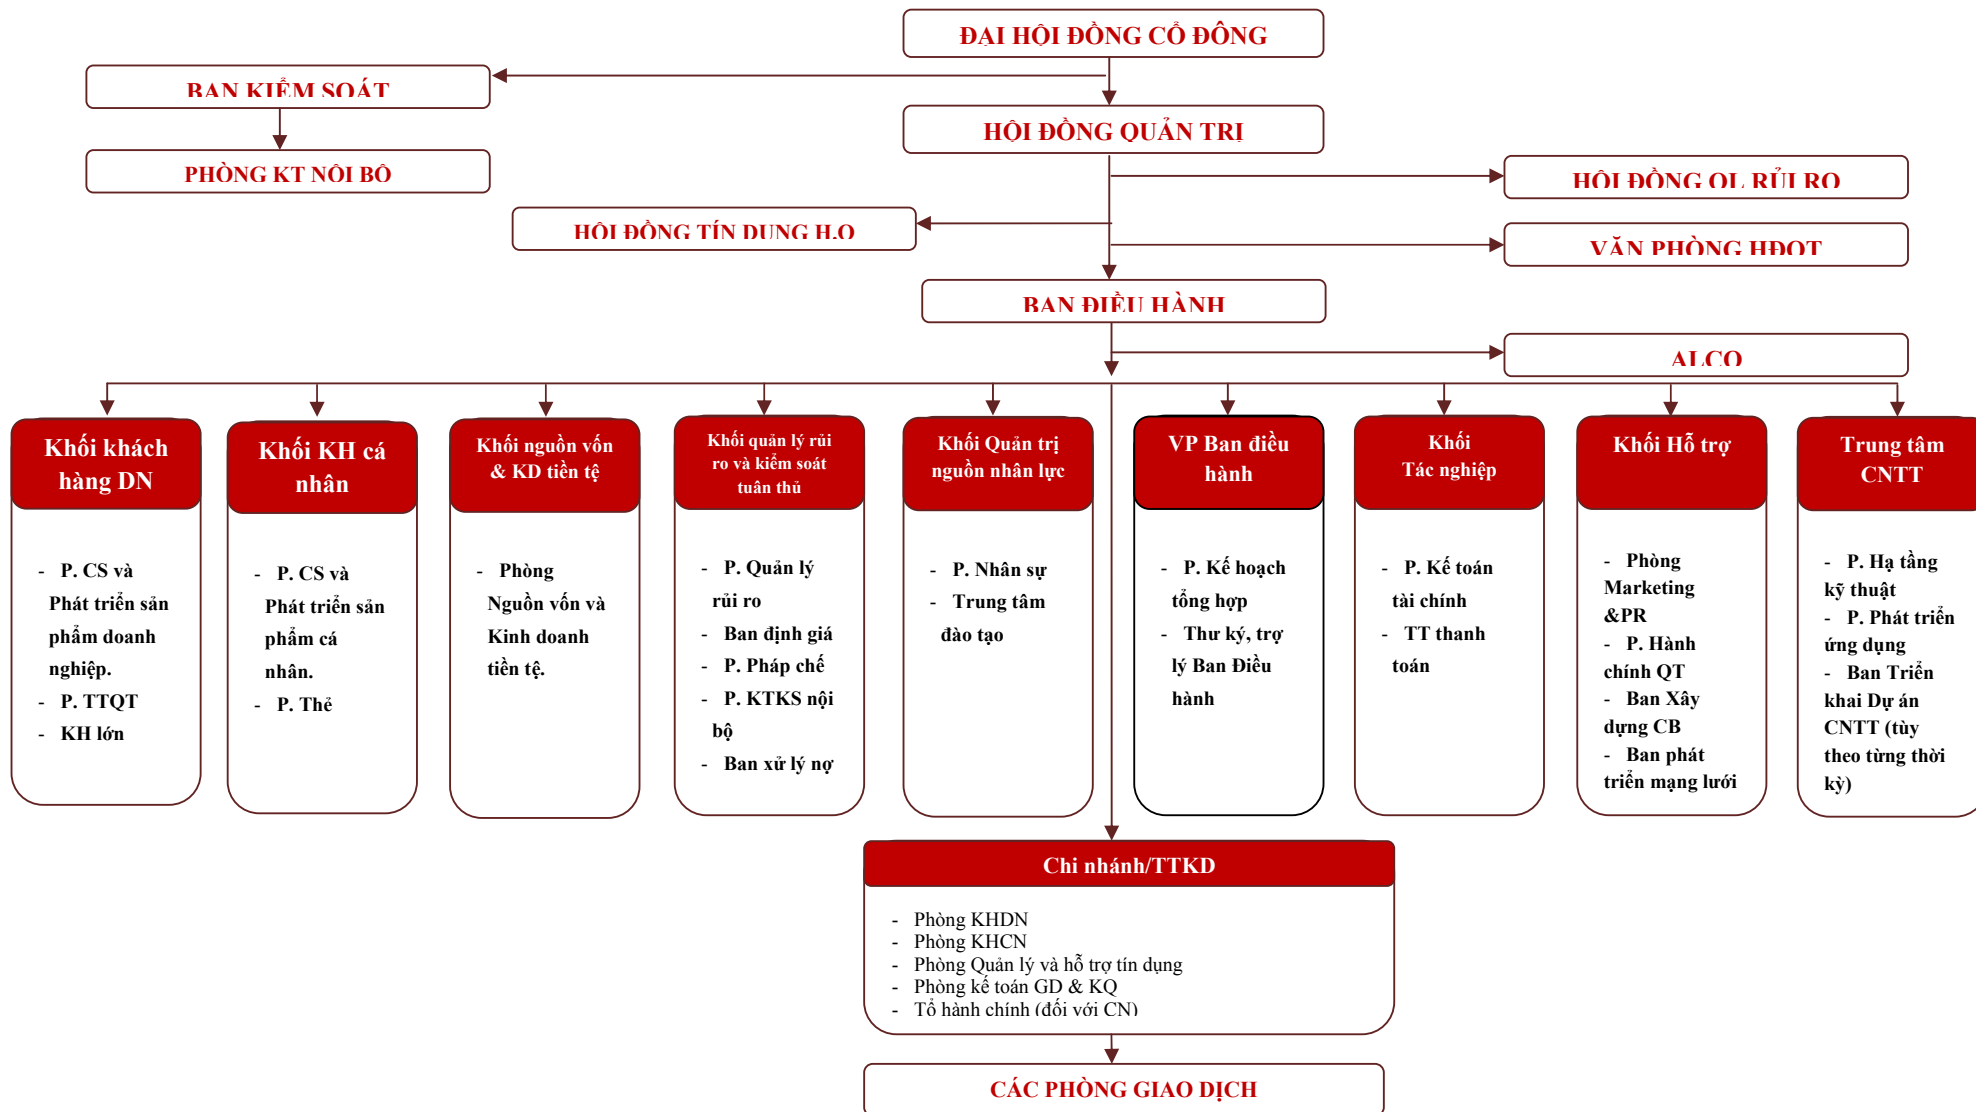 ĐẠI HỘI ĐỒNG CỔ ĐÔNG
BAN KIỂM SOÁT
HỘI ĐỒNG QUẢN TRỊ
PHÒNG KT NỘI BỘ
HỘI ĐỒNG QL RỦI RO
HỘI ĐỒNG TÍN DỤNG H.O
VĂN PHÒNG HĐQT
BAN ĐIỀU HÀNH
ALCO
Khối khách
hàng DN
- P. CS và
Phát triển sản
phẩm doanh
nghiệp.
- P. TTQT
- KH lớn
Khối KH cá
nhân
- P. CS và
Phát triển sản
phẩm cá
nhân.
- P. Thẻ
Khối nguồn vốn
& KD tiền tệ
- Phòng
Nguồn vốn và
Kinh doanh
tiền tệ.
Khối quản lý rủi
ro và kiểm soát
tuân thủ
- P. Quản lý
rủi ro
- Ban định giá
- P. Pháp chế
- P. KTKS nội
bộ
- Ban xử lý nợ
Khối Quản trị
nguồn nhân lực
- P. Nhân sự
- Trung tâm
đào tạo
VP Ban điều
hành
- P. Kế hoạch
tổng hợp
- Thư ký, trợ
lý Ban Điều
hành
Khối
Tác nghiệp
- P. Kế toán
tài chính
- TT thanh
toán
Khối Hỗ trợ
- Phòng
Marketing
&PR
- P. Hành
chính QT
- Ban Xây
dựng CB
- Ban phát
triển mạng lưới
Trung tâm
CNTT
- P. Hạ tầng
kỹ thuật
- P. Phát triển
ứng dụng
- Ban Triển
khai Dự án
CNTT (tùy
theo từng thời
kỳ)
Chi nhánh/TTKD
- Phòng KHDN
- Phòng KHCN
- Phòng Quản lý và hỗ trợ tín dụng
- Phòng kế toán GD & KQ
- Tổ hành chính (đối với CN)
CÁC PHÒNG GIAO DỊCH